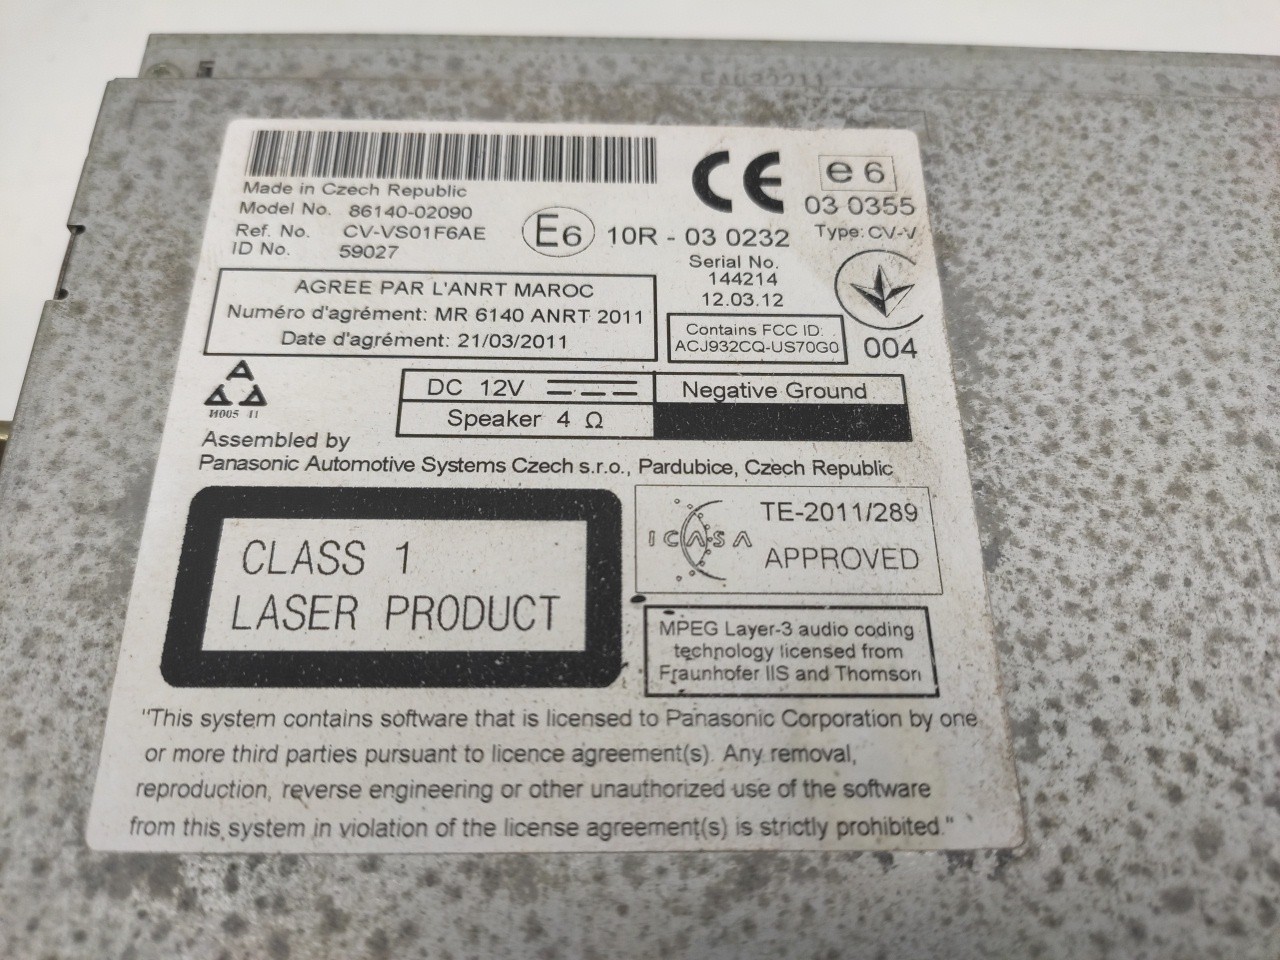 Made in Czech Republic
Model No. 86140-02090
Ref. No. CV-VS01F6AE
ID No. 59027
CE
e6
03 0355
Type: CV-V
E6 10R - 03 0232
Serial No.
144214
12.03.12
AGREE PAR L'ANRT MAROC
Numéro d'agrément: MR 6140 ANRT 2011
Date d'agrément: 21/03/2011
Contains FCC ID:
ACJ932CQ-US70G0
004
DC 12V
Negative Ground
Speaker 4 Ω
Assembled by
Panasonic Automotive Systems Czech s.r.o., Pardubice, Czech Republic
CLASS 1
LASER PRODUCT
ICASA
TE-2011/289
APPROVED
MPEG Layer-3 audio coding
technology licensed from
Fraunhofer IIS and Thomson
"This system contains software that is licensed to Panasonic Corporation by one
or more third parties pursuant to licence agreement(s). Any removal,
reproduction, reverse engineering or other unauthorized use of the software
from this system in violation of the license agreement(s) is strictly prohibited."